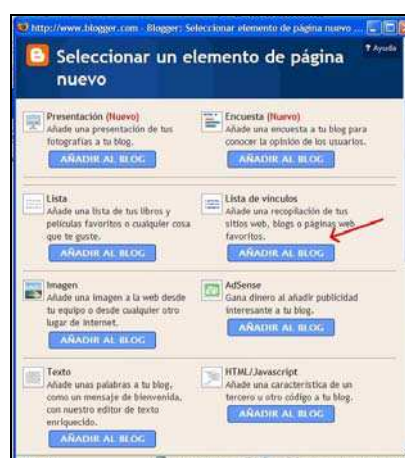 http://www.blogger.com - Blogger: Seleccionar elemento de página nuevo ...
Seleccionar un
elemento de página
nuevo
? Ayuda
Presentación (Nuevo)
Añade una presentación de tus
fotografías a tu blog.
AÑADIR AL BLOG
Encuesta (Nuevo)
Añade una encuesta a tu blog para
conocer la opinión de los usuarios.
AÑADIR AL BLOG
Lista
Añade una lista de tus libros y
películas favoritos o cualquier cosa
que te guste.
AÑADIR AL BLOG
Lista de vínculos
Añade una recopilación de tus
sitios web, blogs o páginas web
favoritos.
AÑADIR AL BLOG
Imagen
Añade una imagen a la web desde
tu equipo o desde cualquier otro
lugar de Internet.
AÑADIR AL BLOG
AdSense
Gana dinero al añadir publicidad
interesante a tu blog.
AÑADIR AL BLOG
Texto
Añade unas palabras a tu blog,
como un mensaje de bienvenida,
con nuestro editor de texto
enriquecido.
AÑADIR AL BLOG
HTML/Javascript
Añade una característica de un
tercero u otro código a tu blog.
AÑADIR AL BLOG